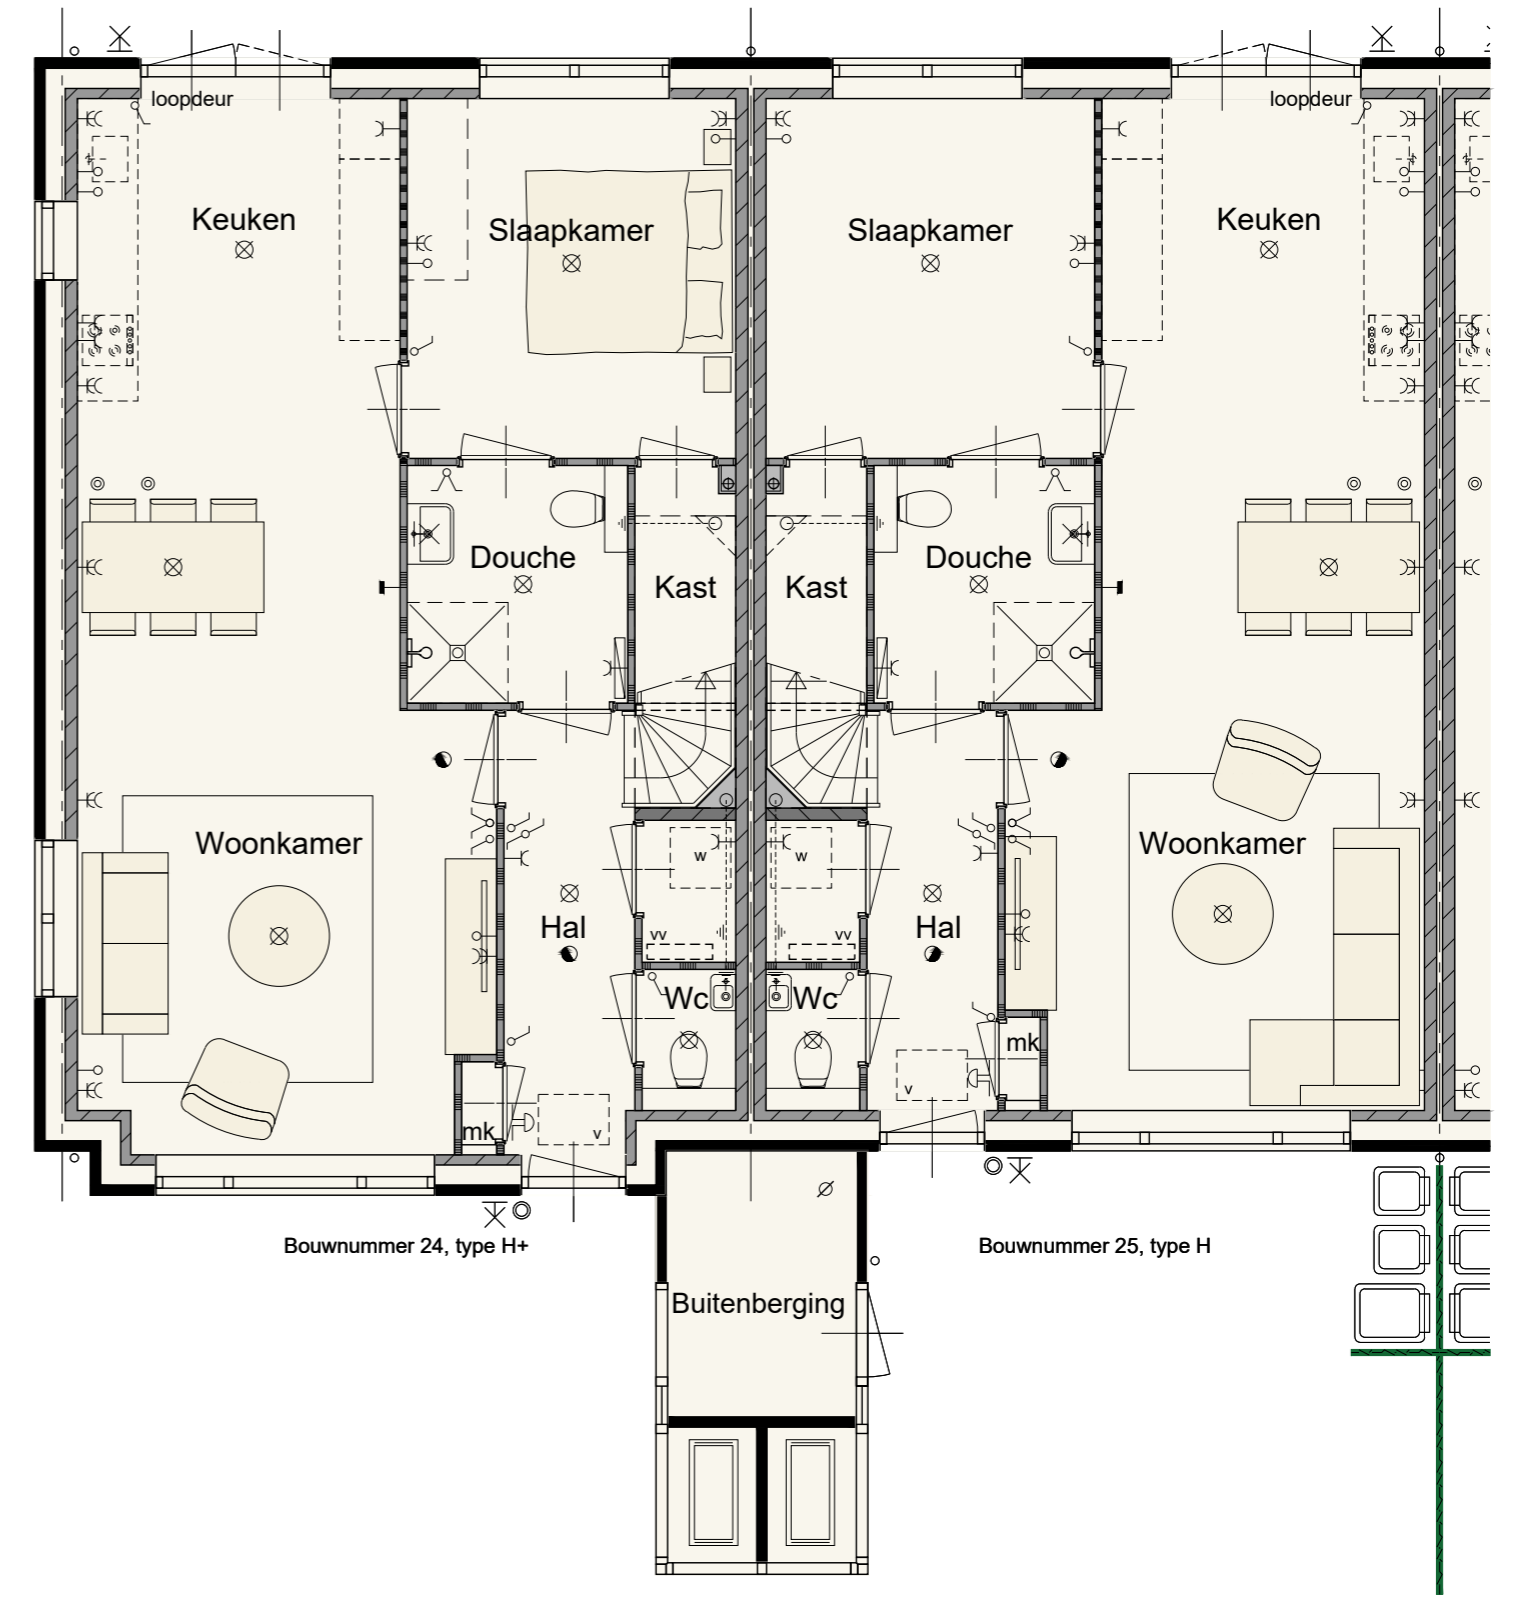 loopdeur
loopdeur
Keuken
Slaapkamer
Slaapkamer
Keuken
Douche
Kast
Kast
Douche
Woonkamer
w
w
Woonkamer
Hal
vv
vv
Hal
Wc
Wc
mk
v
mk
v
Bouwnummer 24, type H+
Bouwnummer 25, type H
Buitenberging